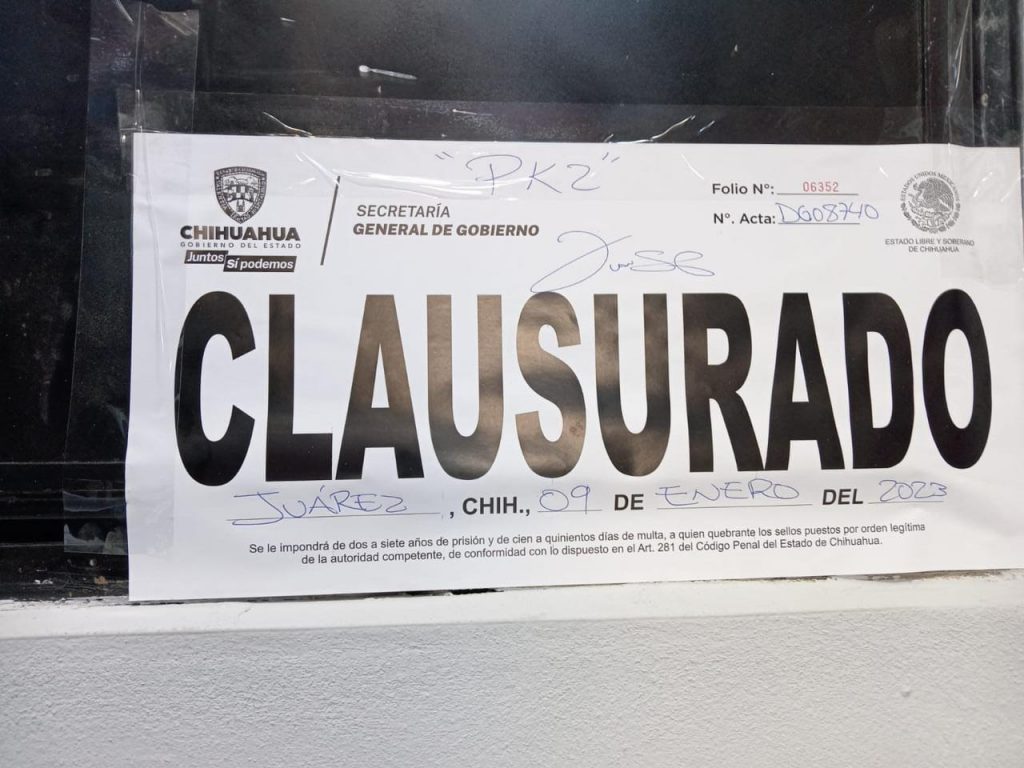 "PK2"
CHIHUAHUA
GOBIERNO DEL ESTADO
Juntos Sí podemos
SECRETARÍA
GENERAL DE GOBIERNO
Folio N°: 06352
N°. Acta: DG08740
ESTADOS UNIDOS MEXICANOS
ESTADO LIBRE Y SOBERANO
DE CHIHUAHUA
CLAUSURADO
JUÁREZ, CHIH., 09 DE ENERO DEL 2023
Se le impondrá de dos a siete años de prisión y de cien a quinientos días de multa, a quien quebrante los sellos puestos por orden legítima
de la autoridad competente, de conformidad con lo dispuesto en el Art. 281 del Código Penal del Estado de Chihuahua.